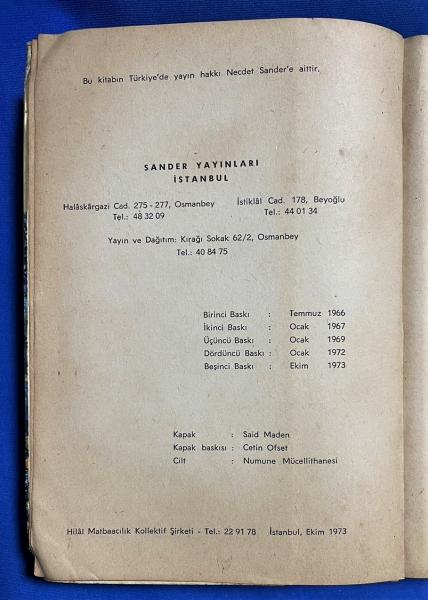 Bu kitabın Türkiye'de yayın hakkı Necdet Sander'e aittir.
SANDER YAYINLARI
İSTANBUL
Halâskârgazi Cad. 275 - 277, Osmanbey İstiklâl Cad. 178, Beyoğlu
Tel.: 48 32 09 Tel.: 44 01 34
Yayın ve Dağıtım: Kırağı Sokak 62/2, Osmanbey
Tel.: 40 84 75
Birinci Baskı : Temmuz 1966
İkinci Baskı : Ocak 1967
Üçüncü Baskı : Ocak 1969
Dördüncü Baskı : Ocak 1972
Beşinci Baskı : Ekim 1973
Kapak : Said Maden
Kapak baskısı : Cetin Ofset
Cilt : Numune Mücellithanesi
Hilâl Matbaacılık Kollektif Şirketi - Tel.: 22 91 78 İstanbul, Ekim 1973